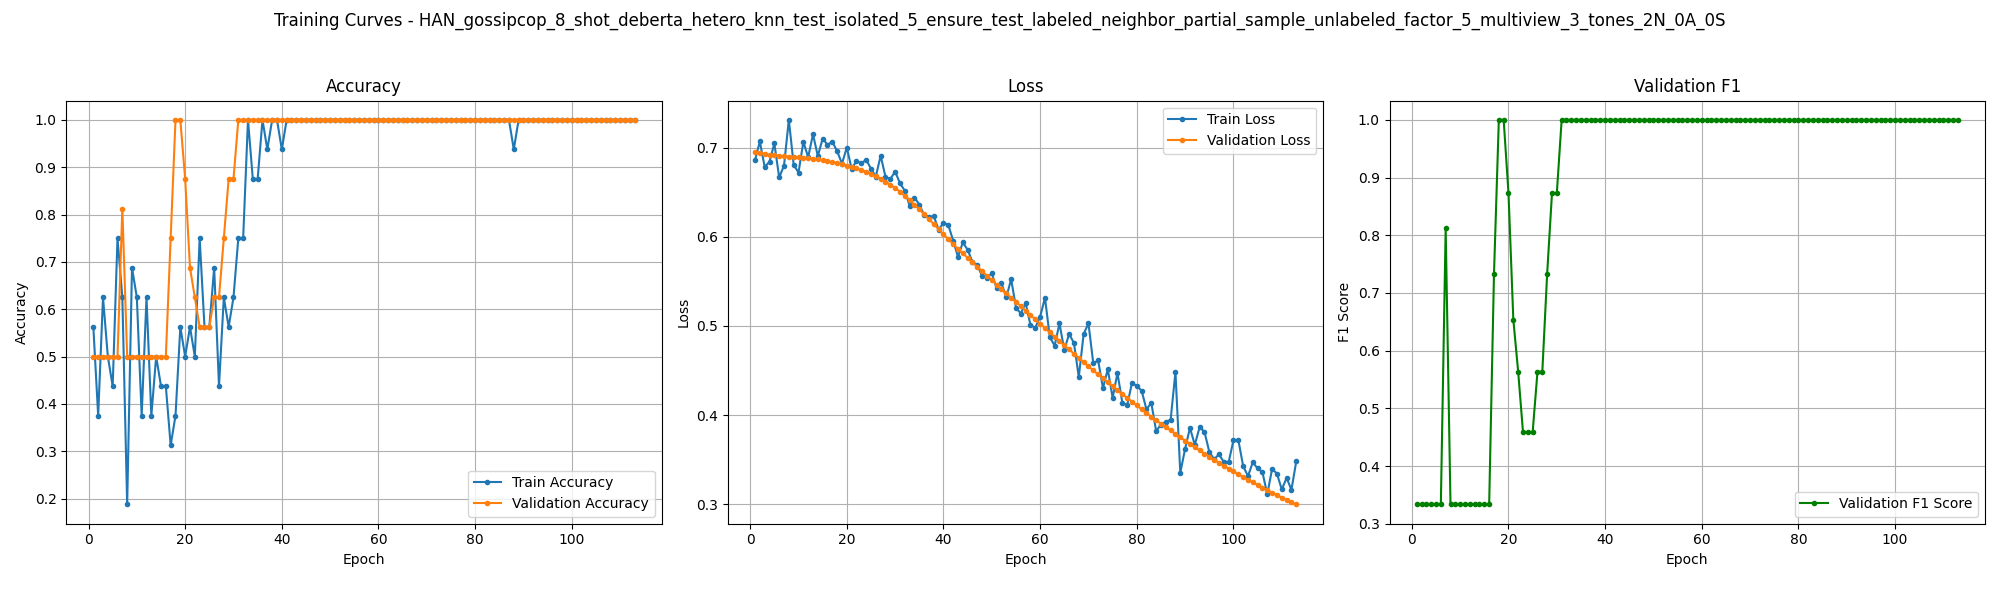 Training Curves - HAN_gossipcop_8_shot_deberta_hetero_knn_test_isolated_5_ensure_test_labeled_neighbor_partial_sample_unlabeled_factor_5_multiview_3_tones_2N_0A_0S
Accuracy
1.0
0.9
0.8
0.7
0.6
0.5
0.4
0.3
0.2
Accuracy
Train Accuracy
Validation Accuracy
0 20 40 60 80 100
Epoch
Loss
0.7
0.6
0.5
0.4
0.3
Loss
Train Loss
Validation Loss
0 20 40 60 80 100
Epoch
Validation F1
1.0
0.9
0.8
0.7
0.6
0.5
0.4
0.3
F1 Score
Validation F1 Score
0 20 40 60 80 100
Epoch